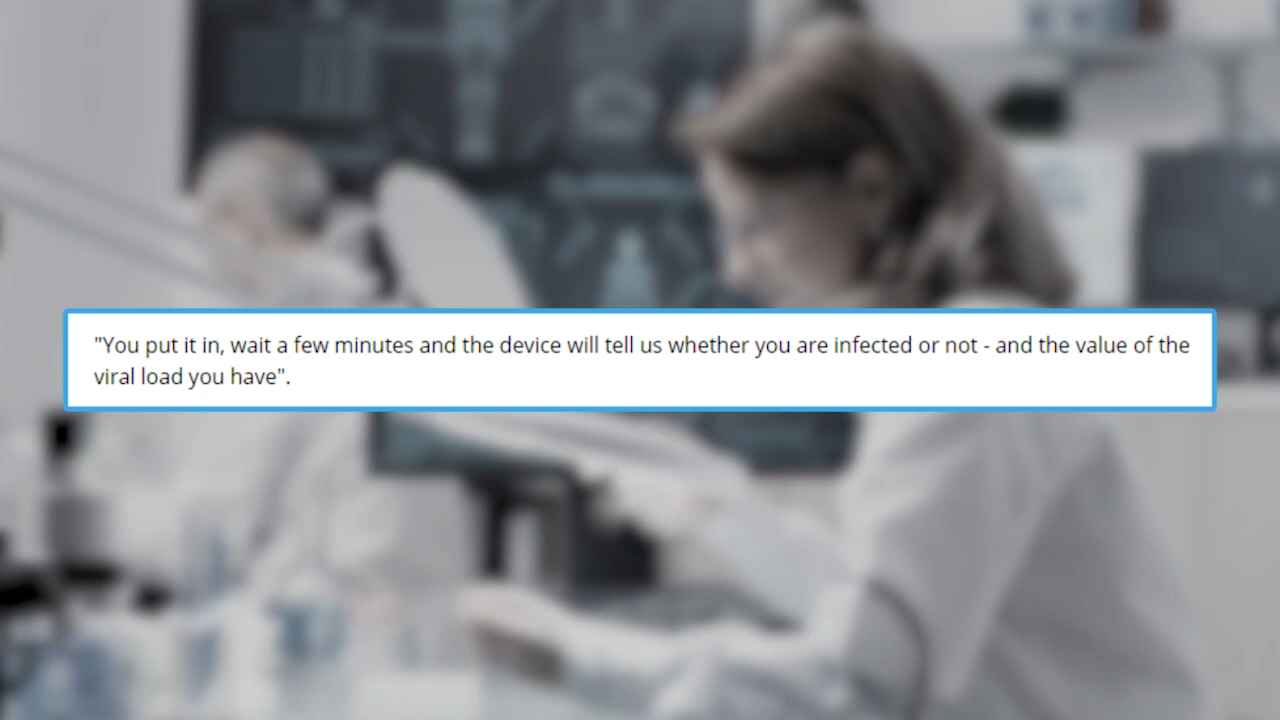 "You put it in, wait a few minutes and the device will tell us whether you are infected or not - and the value of the
viral load you have".